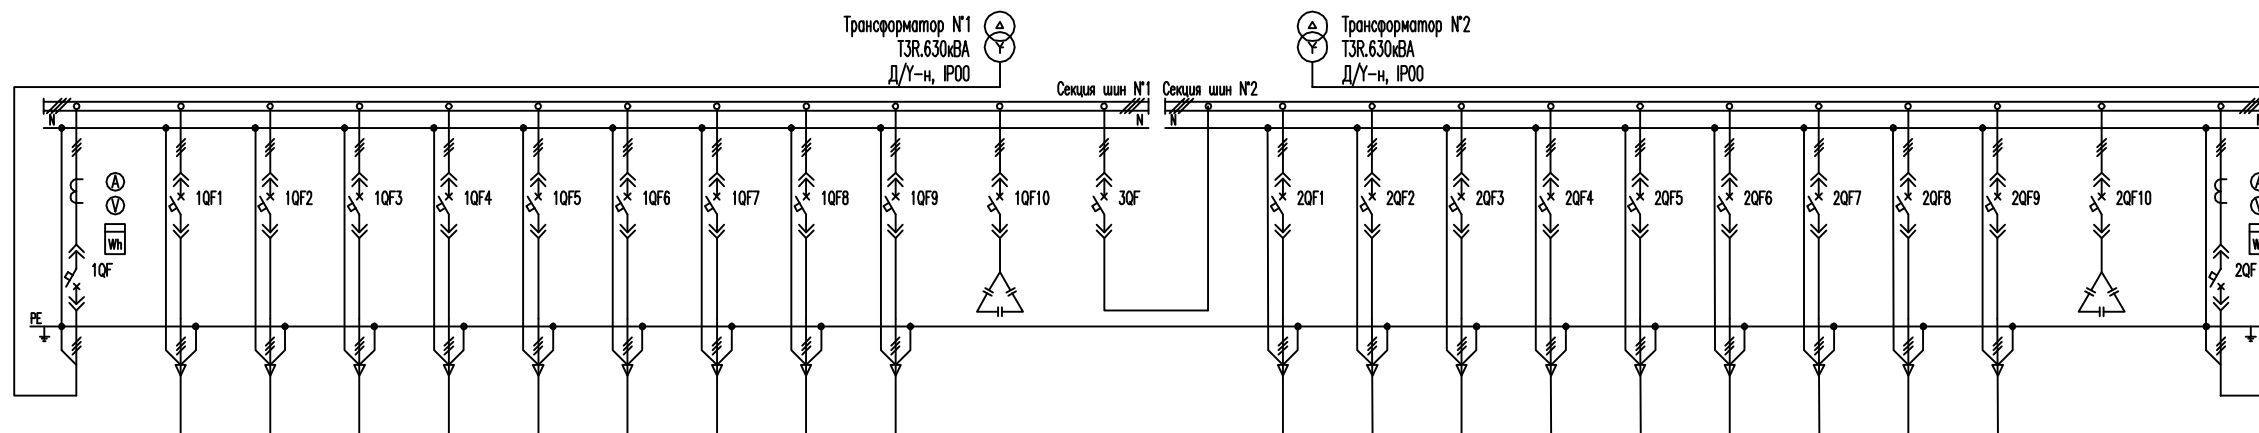 Трансформатор №1
Т3R.630кВА
Д/Y-н, IP00
Трансформатор №2
Т3R.630кВА
Д/Y-н, IP00
Секция шин №1
Секция шин №2
N
N
N
A
V
Wh
1QF
1QF1
1QF2
1QF3
1QF4
1QF5
1QF6
1QF7
1QF8
1QF9
1QF10
3QF
2QF1
2QF2
2QF3
2QF4
2QF5
2QF6
2QF7
2QF8
2QF9
2QF10
2QF
PE